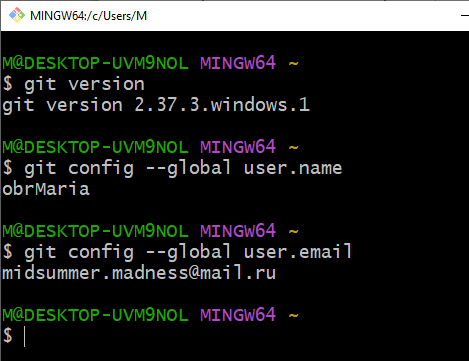 MINGW64:/c/Users/M
M@DESKTOP-UVM9NOL MINGW64 ~
$ git version
git version 2.37.3.windows.1
M@DESKTOP-UVM9NOL MINGW64 ~
$ git config --global user.name
obrMaria
M@DESKTOP-UVM9NOL MINGW64 ~
$ git config --global user.email
midsummer.madness@mail.ru
M@DESKTOP-UVM9NOL MINGW64 ~
$